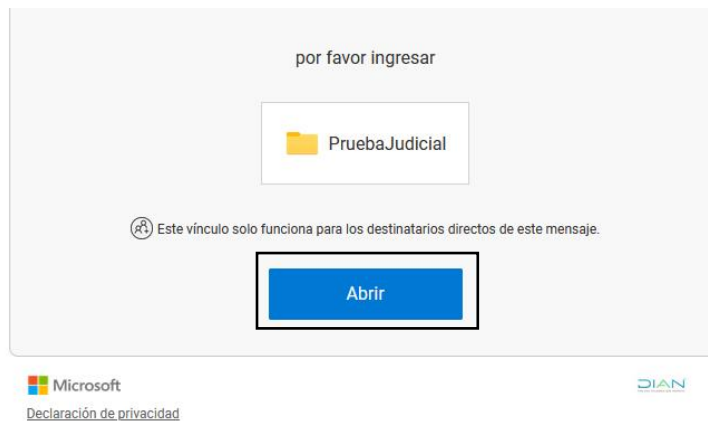 por favor ingresar
PruebaJudicial
Este vínculo solo funciona para los destinatarios directos de este mensaje.
Abrir
Microsoft
DIAN
Declaración de privacidad